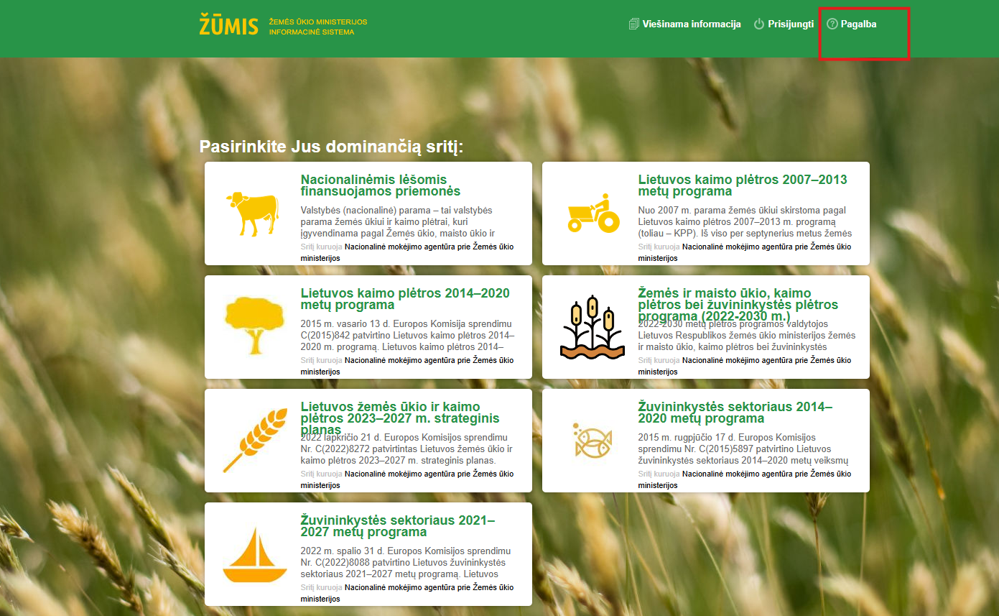 ŽŪMIS
ŽEMĖS ŪKIO MINISTERIJOS
INFORMACINĖ SISTEMA
Viešinama informacija
Prisijungti
Pagalba
Pasirinkite Jus dominančią sritį:
Nacionalinėmis lėšomis
finansuojamos priemonės
Valstybės (nacionalinė) parama – tai valstybės
parama žemės ūkiui ir kaimo plėtrai, kuri
įgyvendinama pagal Žemės ūkio, maisto ūkio ir
Sritį kuruoja Nacionalinė mokėjimo agentūra prie Žemės ūkio
ministerijos
Lietuvos kaimo plėtros 2007–2013
metų programa
Nuo 2007 m. parama žemės ūkiui skirstoma pagal
Lietuvos kaimo plėtros 2007–2013 m. programą
(toliau – KPP). Iš viso per septynerius metus žemės
Sritį kuruoja Nacionalinė mokėjimo agentūra prie Žemės ūkio
ministerijos
Lietuvos kaimo plėtros 2014–2020
metų programa
2015 m. vasario 13 d. Europos Komisija sprendimu
C(2015)842 patvirtino Lietuvos kaimo plėtros 2014–
2020 m. programą. Lietuvos kaimo plėtros 2014–
Sritį kuruoja Nacionalinė mokėjimo agentūra prie Žemės ūkio
ministerijos
Žemės ir maisto ūkio, kaimo
plėtros bei žuvininkystės plėtros
programa (2022-2030 m.)
2022-2030 metų plėtros programos valdytojos
Lietuvos Respublikos žemės ūkio ministerijos žemės
ir maisto ūkio, kaimo plėtros bei žuvininkystės
Sritį kuruoja Nacionalinė mokėjimo agentūra prie Žemės ūkio
ministerijos
Lietuvos žemės ūkio ir kaimo
plėtros 2023–2027 m. strateginis
planas
2022 lapkričio 21 d. Europos Komisijos sprendimu
Nr. C(2022)8272 patvirtintas Lietuvos žemės ūkio ir
kaimo plėtros 2023–2027 m. strateginis planas.
Sritį kuruoja Nacionalinė mokėjimo agentūra prie Žemės ūkio
ministerijos
Žuvininkystės sektoriaus 2014–
2020 metų programa
2015 m. rugpjūčio 17 d. Europos Komisijos
sprendimu Nr. C(2015)5897 patvirtino Lietuvos
žuvininkystės sektoriaus 2014–2020 metų veiksmų
Sritį kuruoja Nacionalinė mokėjimo agentūra prie Žemės ūkio
ministerijos
Žuvininkystės sektoriaus 2021–
2027 metų programa
2022 m. spalio 31 d. Europos Komisijos sprendimu
Nr. C(2022)8088 patvirtino Lietuvos žuvininkystės
sektoriaus 2021–2027 metų programą. Lietuvos
Sritį kuruoja Nacionalinė mokėjimo agentūra prie Žemės ūkio
ministerijos